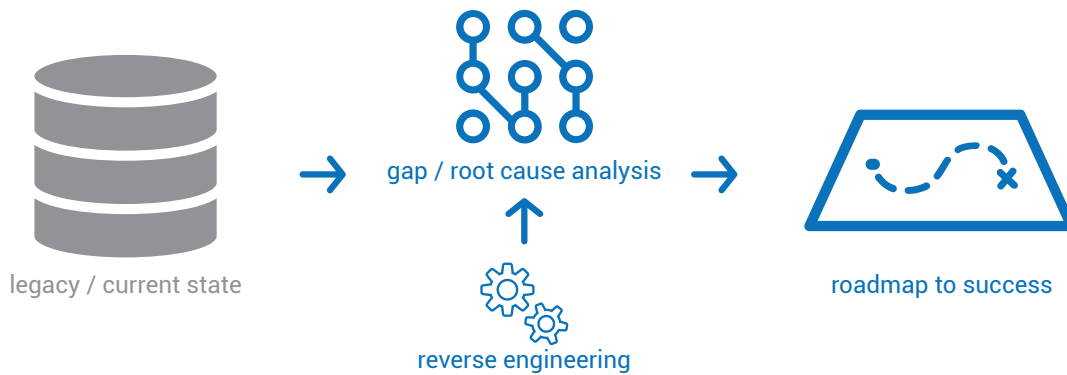 gap / root cause analysis
legacy / current state
roadmap to success
reverse engineering